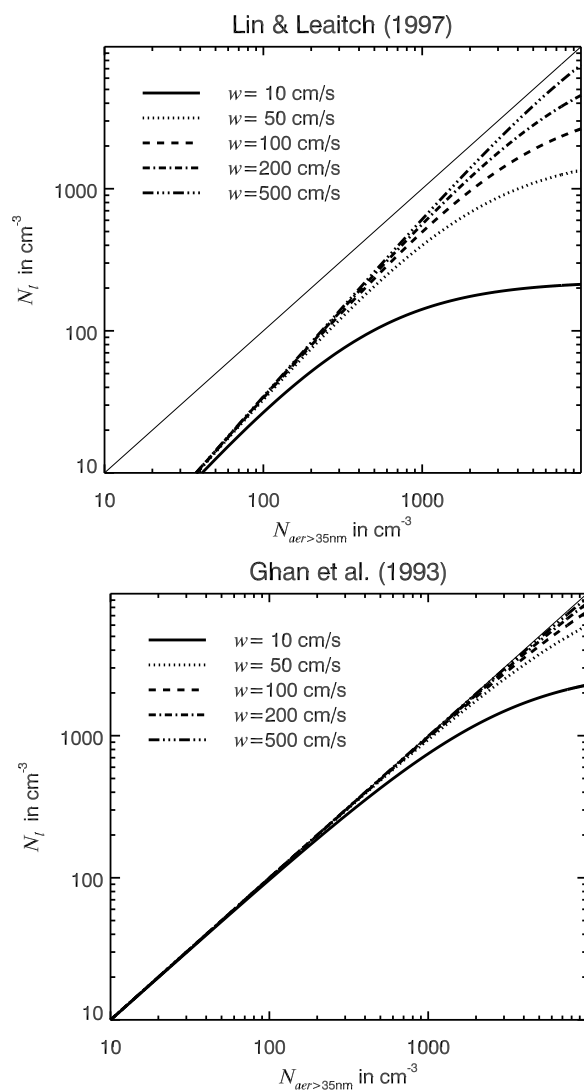 Lin & Leaitch (1997)
w= 10 cm/s
w= 50 cm/s
w=100 cm/s
w=200 cm/s
w=500 cm/s
1000
100
10
N_l in cm^-3
10 100 1000
N_aer>35nm in cm^-3
Ghan et al. (1993)
w= 10 cm/s
w= 50 cm/s
w=100 cm/s
w=200 cm/s
w=500 cm/s
1000
100
10
N_l in cm^-3
10 100 1000
N_aer>35nm in cm^-3